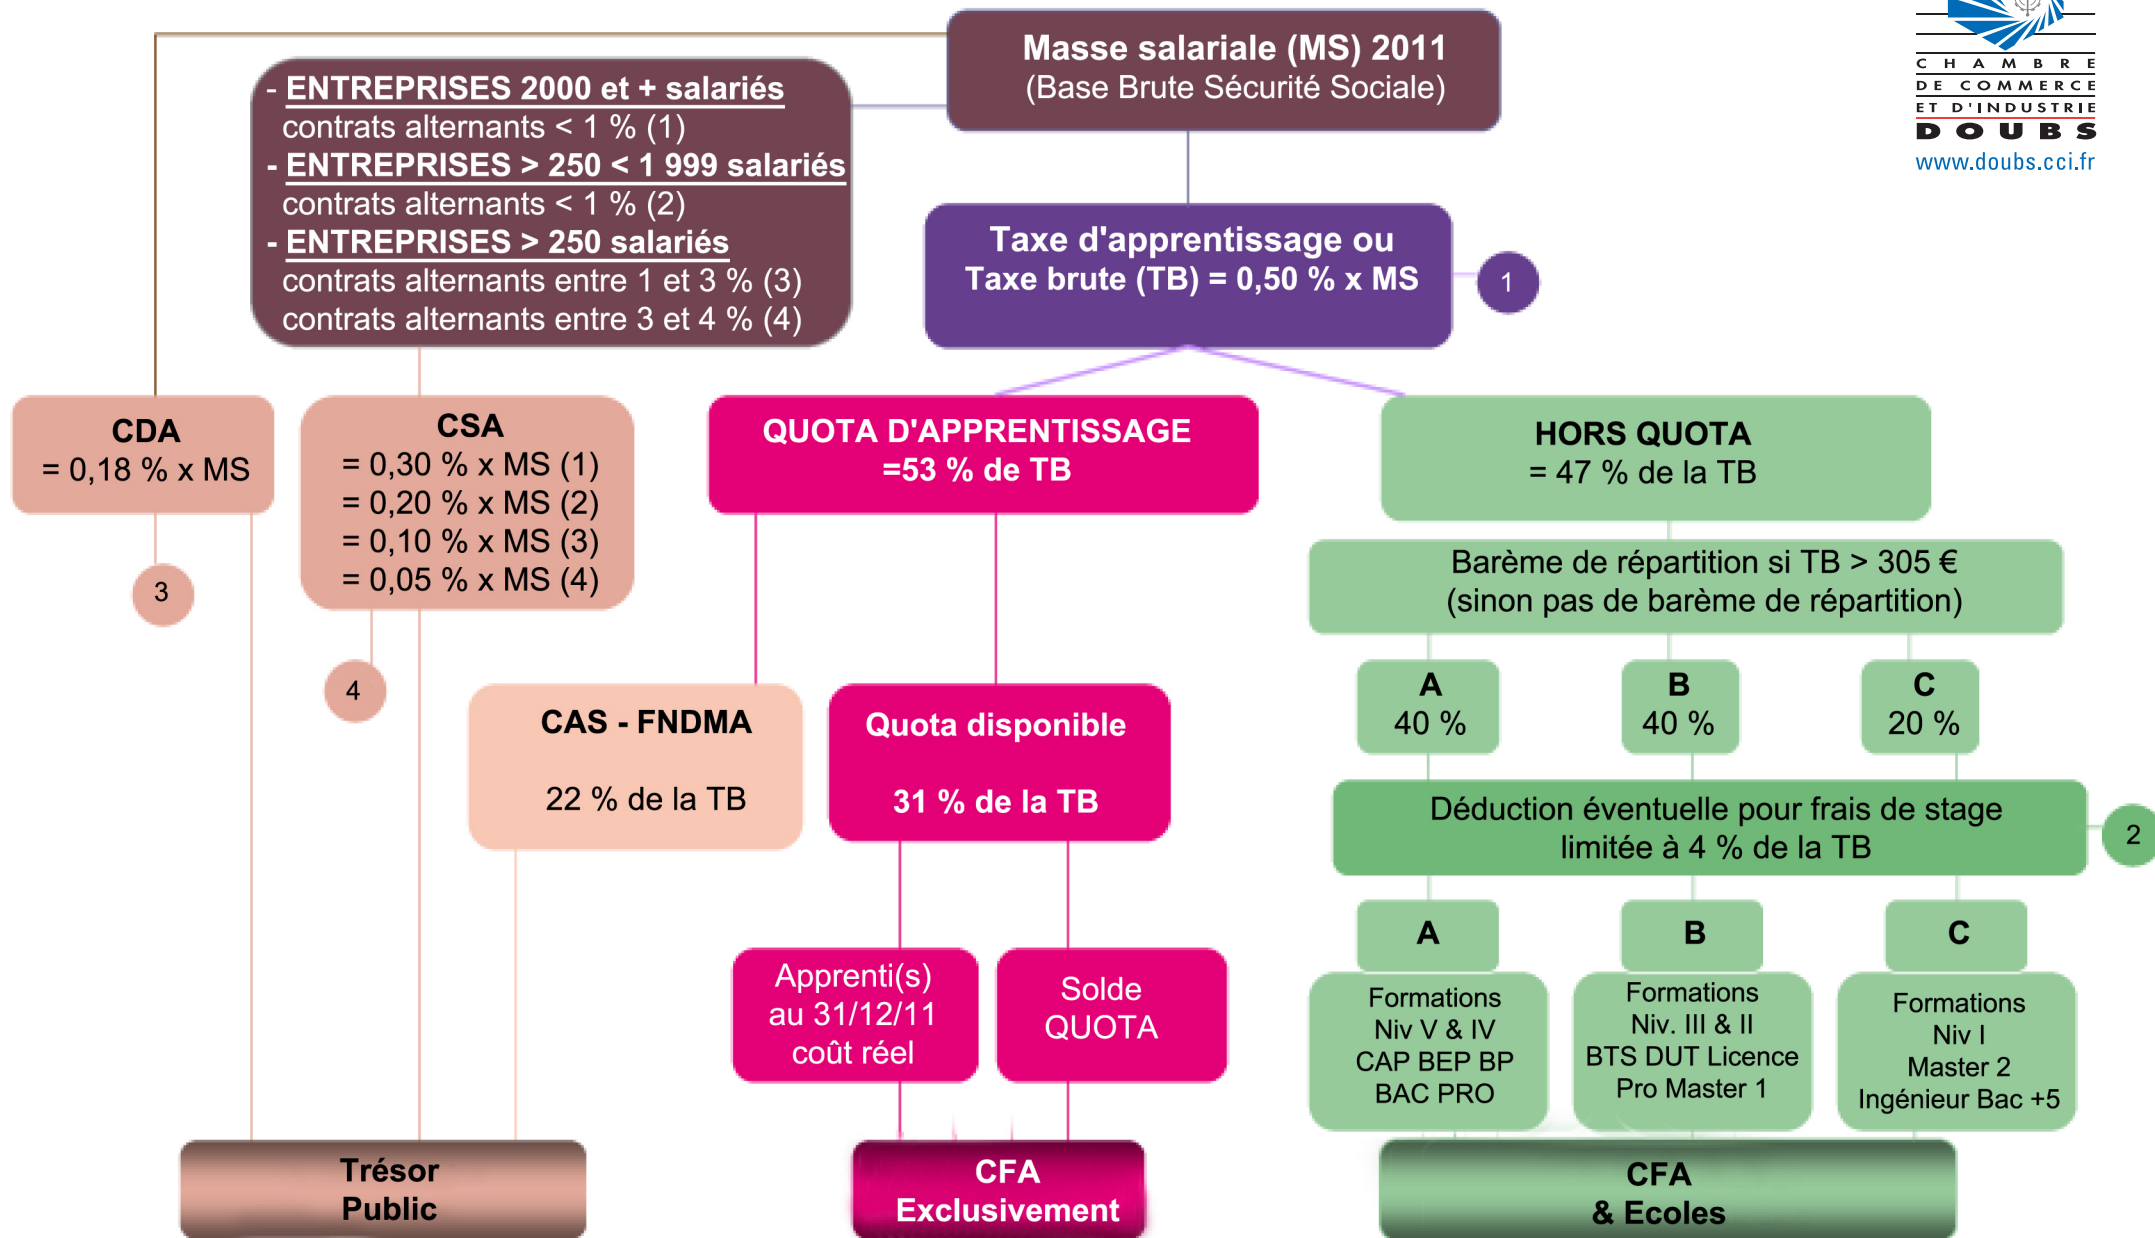 Masse salariale (MS) 2011
(Base Brute Sécurité Sociale)
CHAMBRE
DE COMMERCE
ET D'INDUSTRIE
DOUBS
www.doubs.cci.fr
- ENTREPRISES 2000 et + salariés
contrats alternants < 1 % (1)
- ENTREPRISES > 250 < 1 999 salariés
contrats alternants < 1 % (2)
- ENTREPRISES > 250 salariés
contrats alternants entre 1 et 3 % (3)
contrats alternants entre 3 et 4 % (4)
Taxe d'apprentissage ou
Taxe brute (TB) = 0,50 % x MS
1
CDA
= 0,18 % x MS
3
CSA
= 0,30 % x MS (1)
= 0,20 % x MS (2)
= 0,10 % x MS (3)
= 0,05 % x MS (4)
4
QUOTA D'APPRENTISSAGE
=53 % de TB
HORS QUOTA
= 47 % de la TB
Barème de répartition si TB > 305 €
(sinon pas de barème de répartition)
CAS - FNDMA
22 % de la TB
Quota disponible
31 % de la TB
A
40 %
B
40 %
C
20 %
Déduction éventuelle pour frais de stage
limitée à 4 % de la TB
2
Apprenti(s)
au 31/12/11
coût réel
Solde
QUOTA
A
Formations
Niv V & IV
CAP BEP BP
BAC PRO
B
Formations
Niv. III & II
BTS DUT Licence
Pro Master 1
C
Formations
Niv I
Master 2
Ingénieur Bac +5
Trésor
Public
CFA
Exclusivement
CFA
& Ecoles